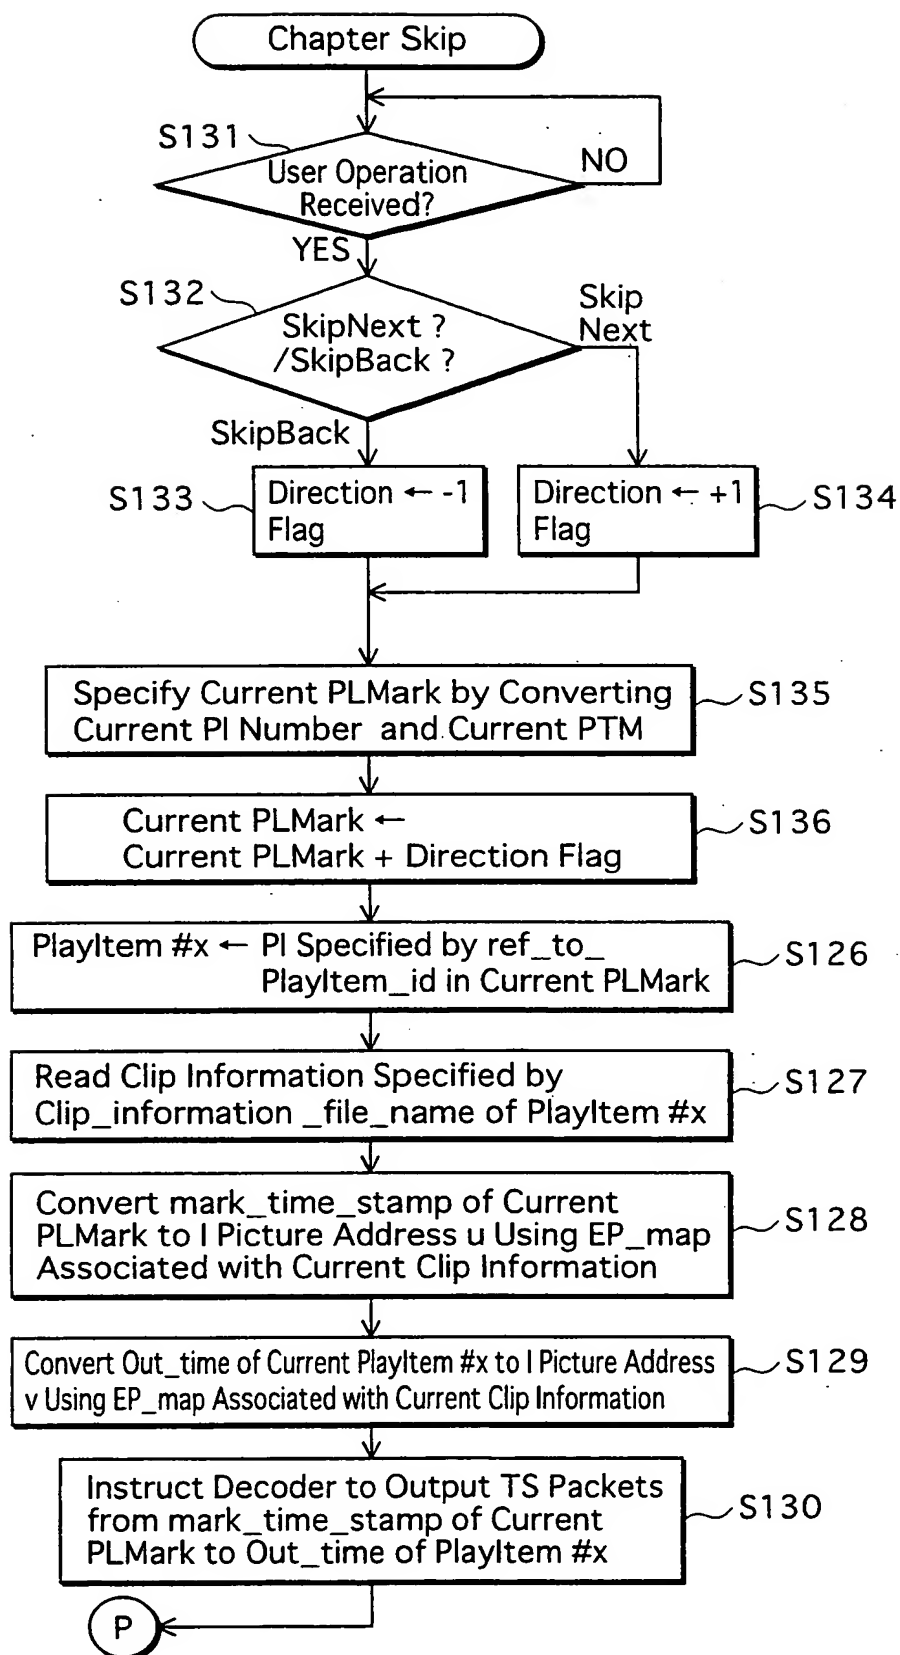 Chapter Skip
S131
User Operation
Received?
NO
YES
S132
SkipNext ?
/SkipBack ?
Skip
Next
SkipBack
S133
Direction ← -1
Flag
Direction ← +1
Flag
S134
Specify Current PLMark by Converting
Current PI Number and Current PTM
S135
Current PLMark ←
Current PLMark + Direction Flag
S136
PlayItem #x ← PI Specified by ref_to_
PlayItem_id in Current PLMark
S126
Read Clip Information Specified by
Clip_information _file_name of PlayItem #x
S127
Convert mark_time_stamp of Current
PLMark to I Picture Address u Using EP_map
Associated with Current Clip Information
S128
Convert Out_time of Current PlayItem #x to I Picture Address
v Using EP_map Associated with Current Clip Information
S129
Instruct Decoder to Output TS Packets
from mark_time_stamp of Current
PLMark to Out_time of PlayItem #x
S130
P